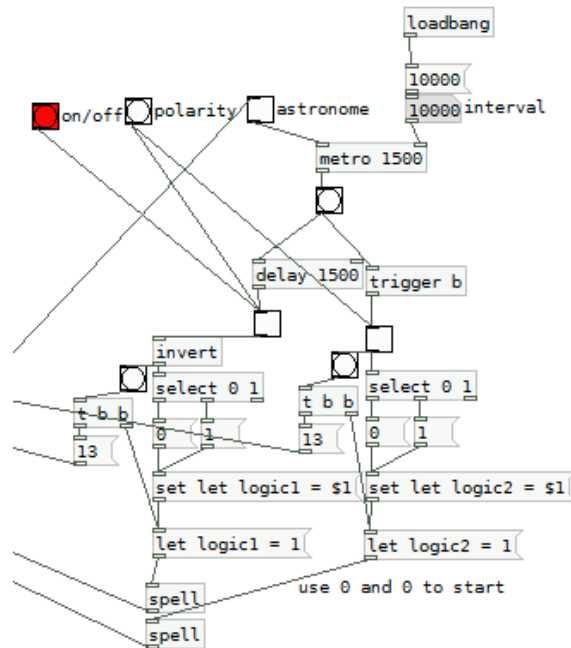 loadbang
10000
on/off polarity astronome 10000 interval
metro 1500
delay 1500 trigger b
invert
select 0 1 select 0 1
t b b t b b
0 1 0 1
13 13
set let logic1 = $1 set let logic2 = $1
let logic1 = 1 let logic2 = 1
spell use 0 and 0 to start
spell